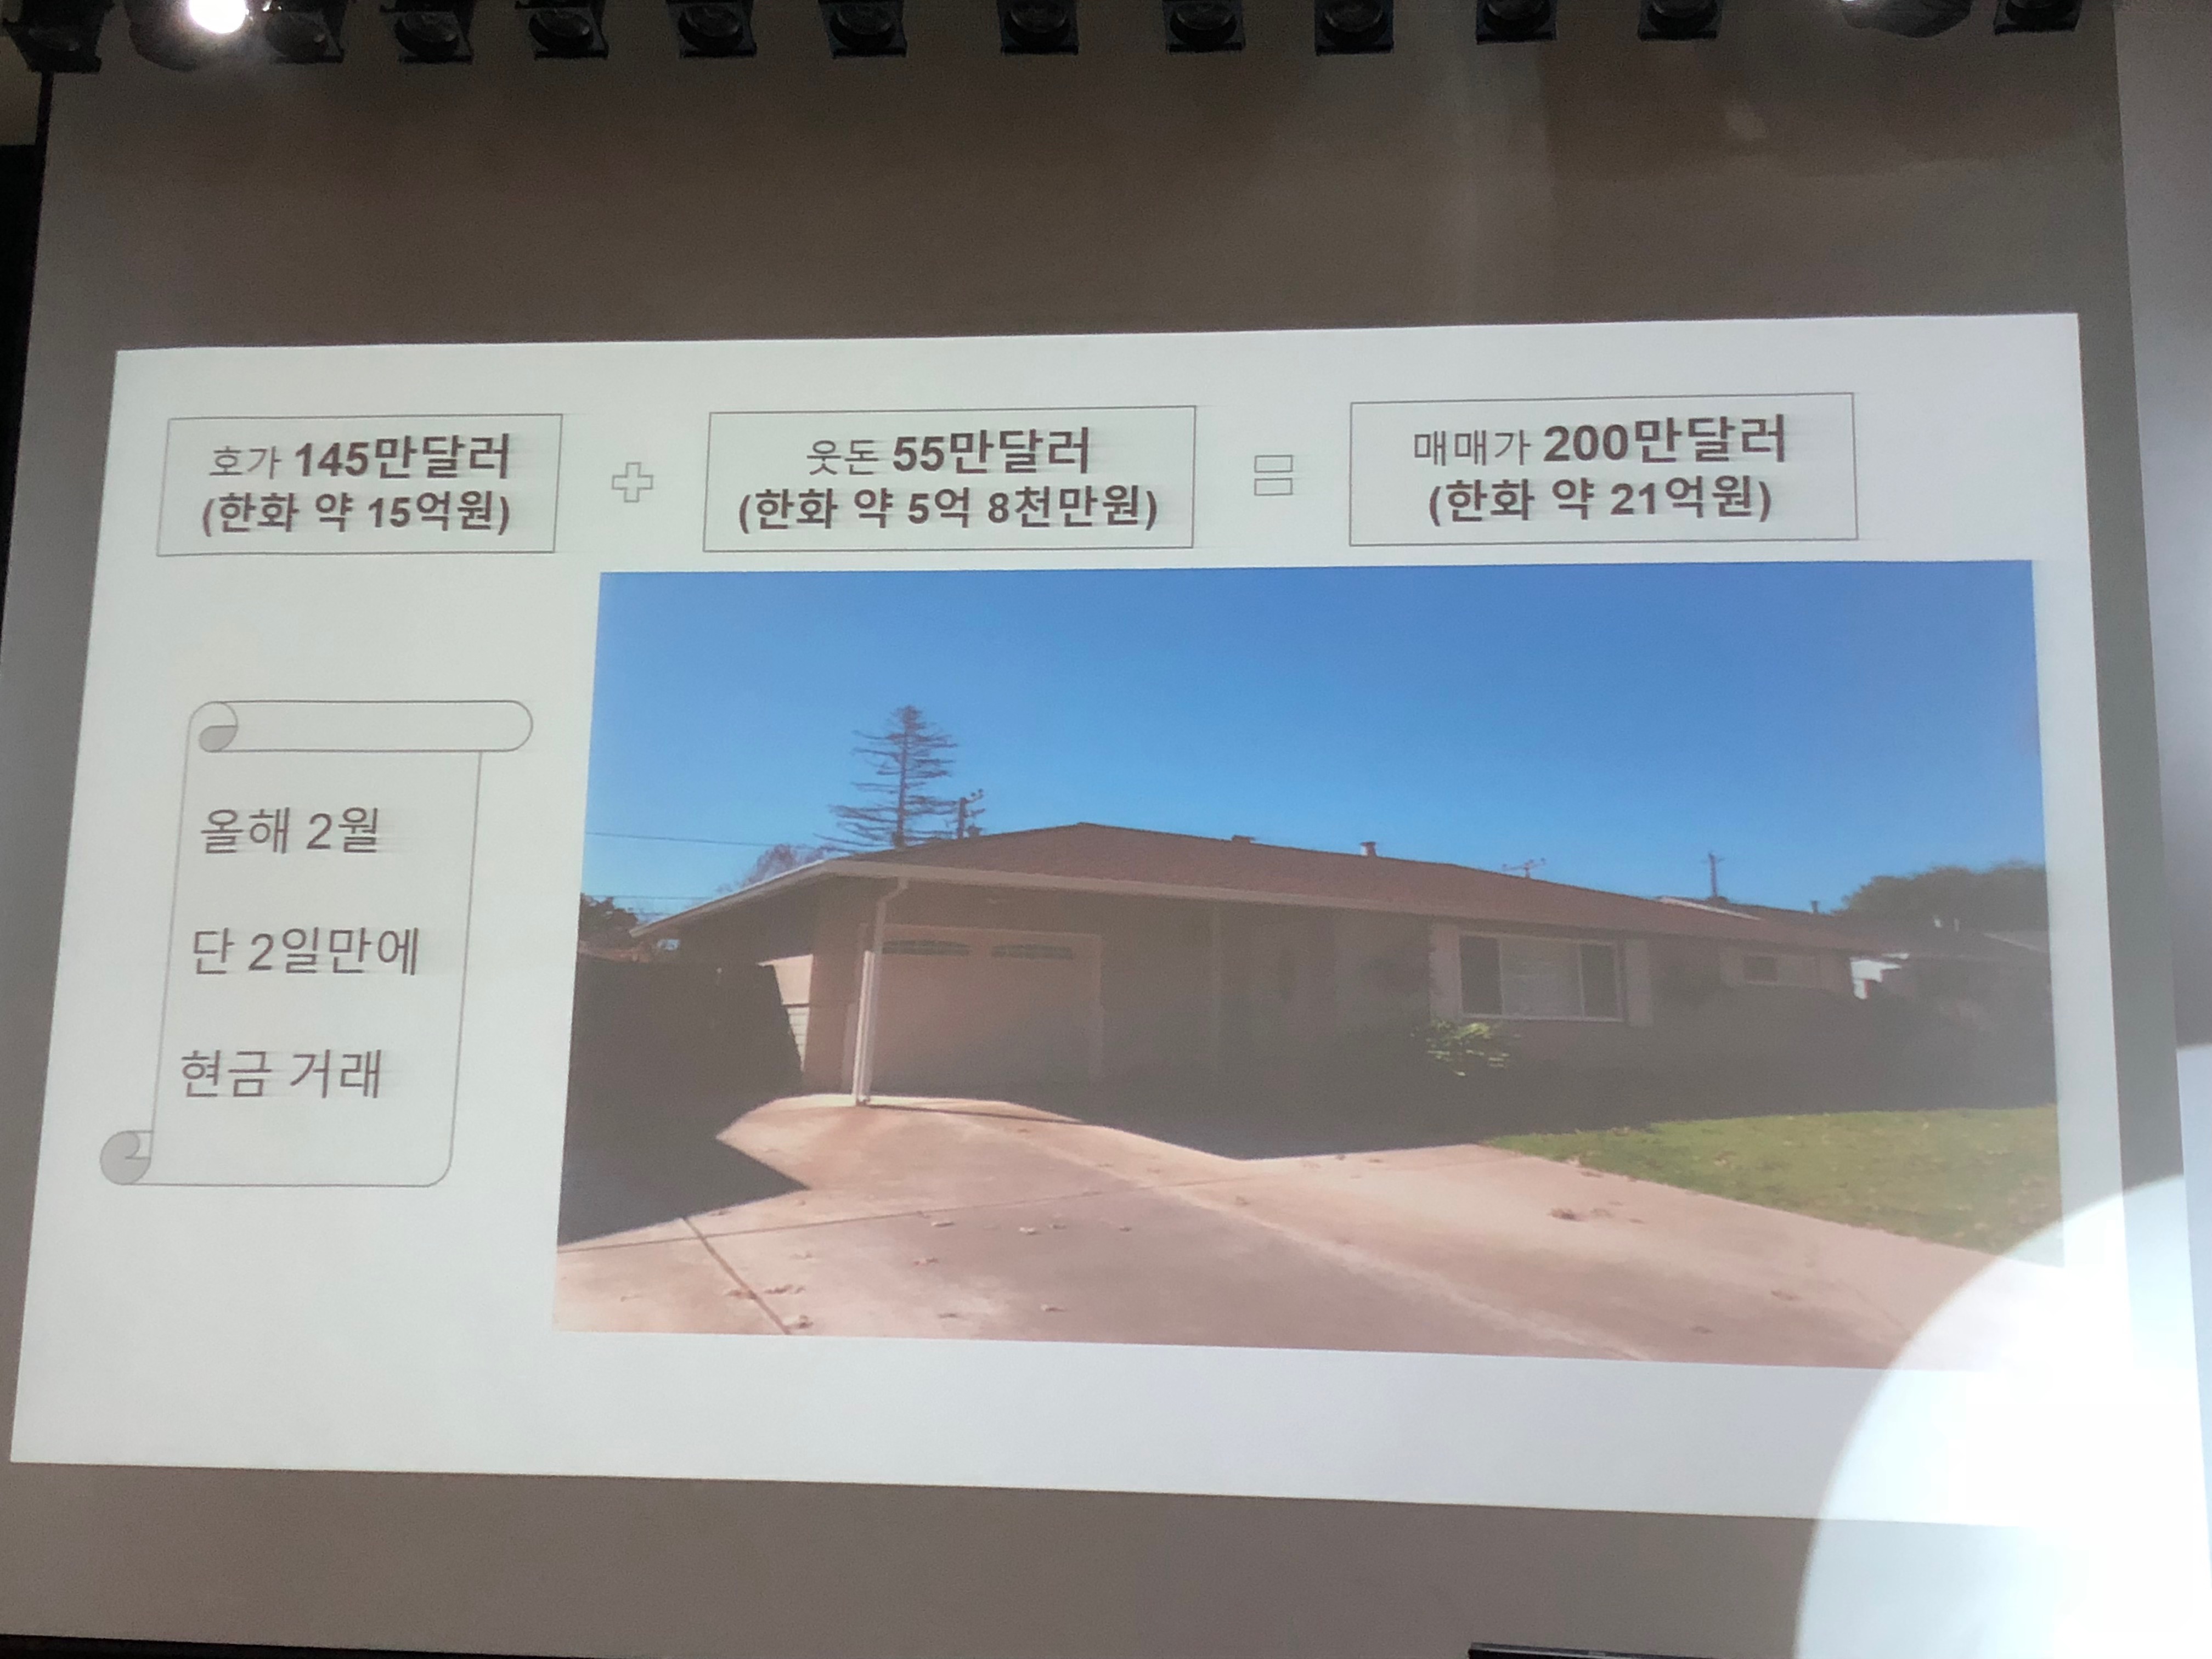 호가 145만달러
(한화 약 15억원)
웃돈 55만달러
(한화 약 5억 8천만원)
매매가 200만달러
(한화 약 21억원)
올해 2월
단 2일만에
현금 거래